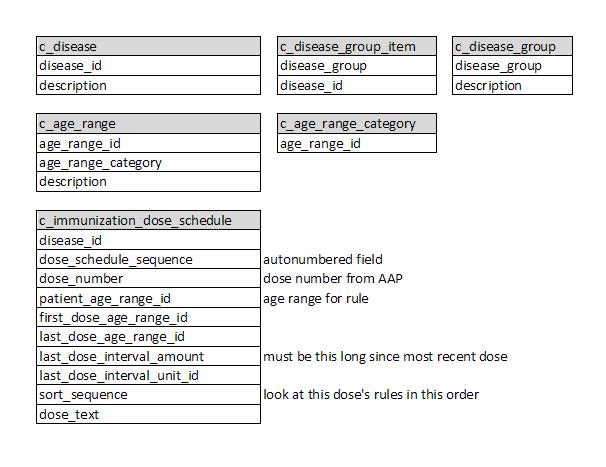 c_disease
disease_id
description
c_disease_group_item
disease_group
disease_id
c_disease_group
disease_group
description
c_age_range
age_range_id
age_range_category
description
c_age_range_category
age_range_id
c_immunization_dose_schedule
disease_id
dose_schedule_sequence autonumbered field
dose_number dose number from AAP
patient_age_range_id age range for rule
first_dose_age_range_id
last_dose_age_range_id
last_dose_interval_amount must be this long since most recent dose
last_dose_interval_unit_id
sort_sequence look at this dose's rules in this order
dose_text